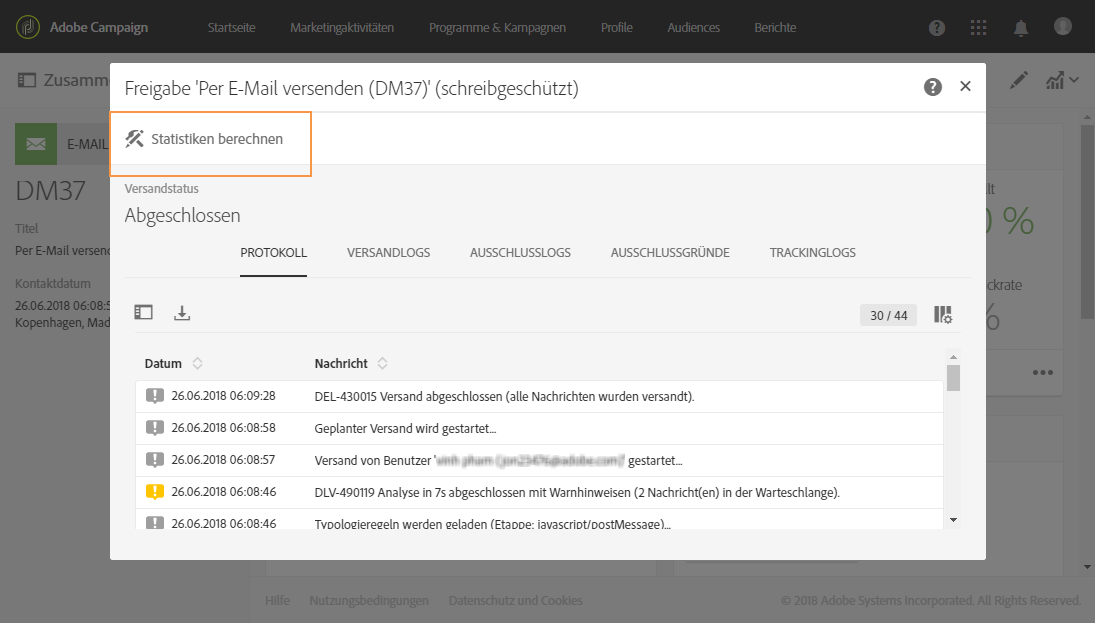 Adobe Campaign Startseite Marketingaktivitäten Programme & Kampagnen Profile Audiences Berichte
Zusamm
Freigabe 'Per E-Mail versenden (DM37)' (schreibgeschützt)
E-MAIL
Statistiken berechnen
DM37
Titel
Per E-Mail versend
Kontaktdatum
26.06.2018 06:08:5
Kopenhagen, Mad
Versandstatus
Abgeschlossen
PROTOKOLL VERSANDLOGS AUSSCHLUSSLOGS AUSSCHLUSSGRÜNDE TRACKINGLOGS
30 / 44
Datum Nachricht
26.06.2018 06:09:28 DEL-430015 Versand abgeschlossen (alle Nachrichten wurden versandt).
26.06.2018 06:08:58 Geplanter Versand wird gestartet...
26.06.2018 06:08:57 Versand von Benutzer ' gestartet...
26.06.2018 06:08:46 DLV-490119 Analyse in 7s abgeschlossen mit Warnhinweisen (2 Nachricht(en) in der Warteschlange).
26.06.2018 06:08:46 Typologieregeln werden geladen (Etappe: javascript/postMessage)...
lt
%
ckrate
%
Hilfe Nutzungsbedingungen Datenschutz und Cookies © 2018 Adobe Systems Incorporated. All Rights Reserved.